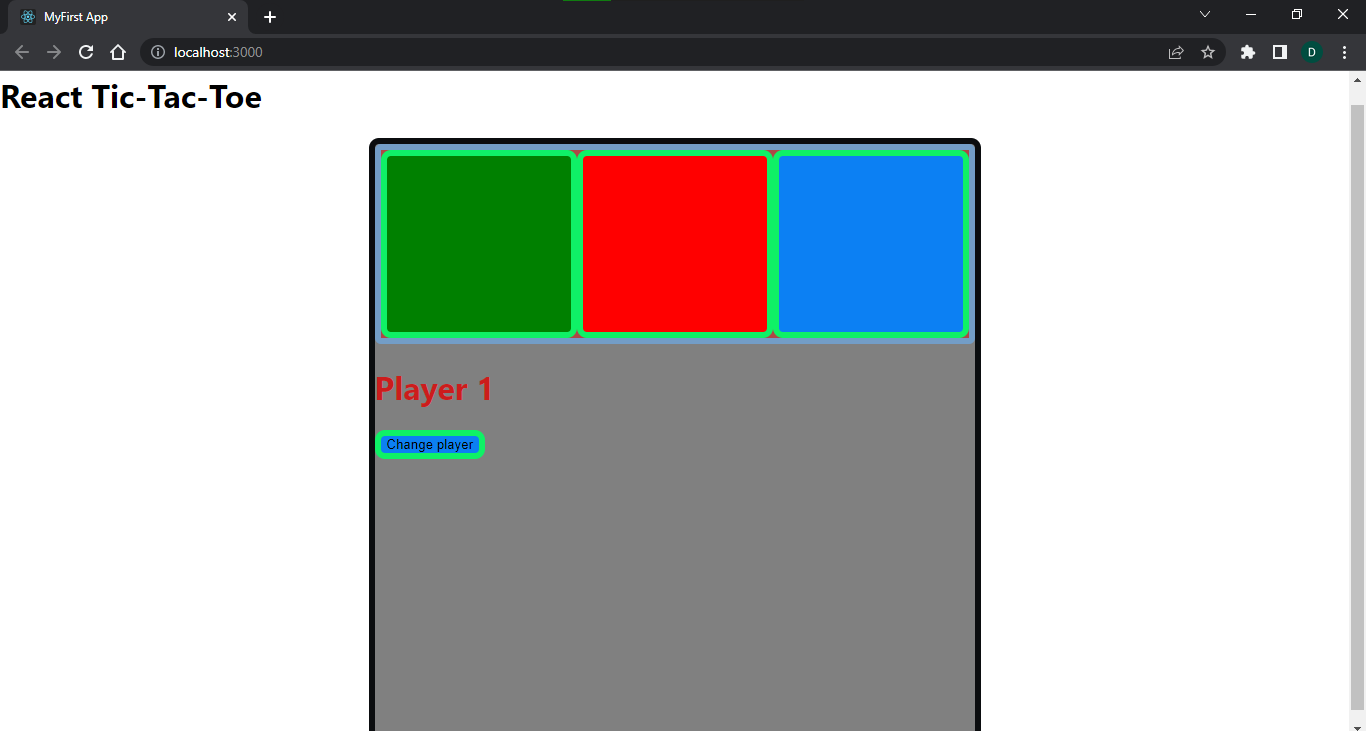 MyFirst App
localhost:3000
D
React Tic-Tac-Toe
Player 1
Change player